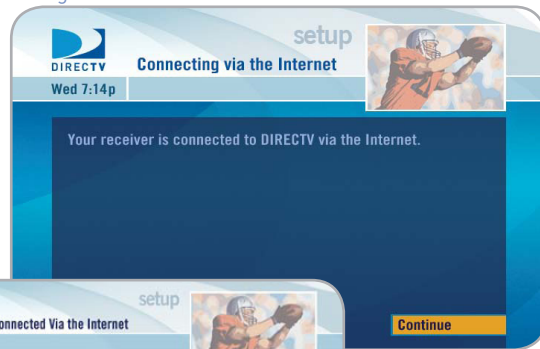 setup
DIRECTV
Connecting via the Internet
Wed 7:14p
Your receiver is connected to DIRECTV via the Internet.
Continue
setup
Via the Internet